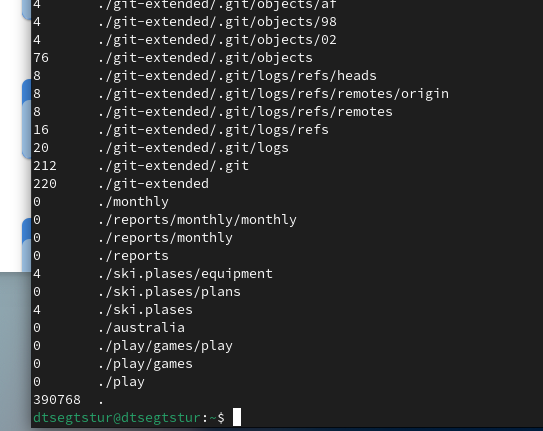 4 ./git-extended/.git/objects/af
4 ./git-extended/.git/objects/98
4 ./git-extended/.git/objects/02
76 ./git-extended/.git/objects
8 ./git-extended/.git/logs/refs/heads
8 ./git-extended/.git/logs/refs/remotes/origin
8 ./git-extended/.git/logs/refs/remotes
16 ./git-extended/.git/logs/refs
20 ./git-extended/.git/logs
212 ./git-extended/.git
220 ./git-extended
0 ./monthly
0 ./reports/monthly/monthly
0 ./reports/monthly
0 ./reports
4 ./ski.plases/equipment
0 ./ski.plases/plans
4 ./ski.plases
0 ./australia
0 ./play/games/play
0 ./play/games
0 ./play
390768 .
dtsegtstur@dtsegtstur:~$